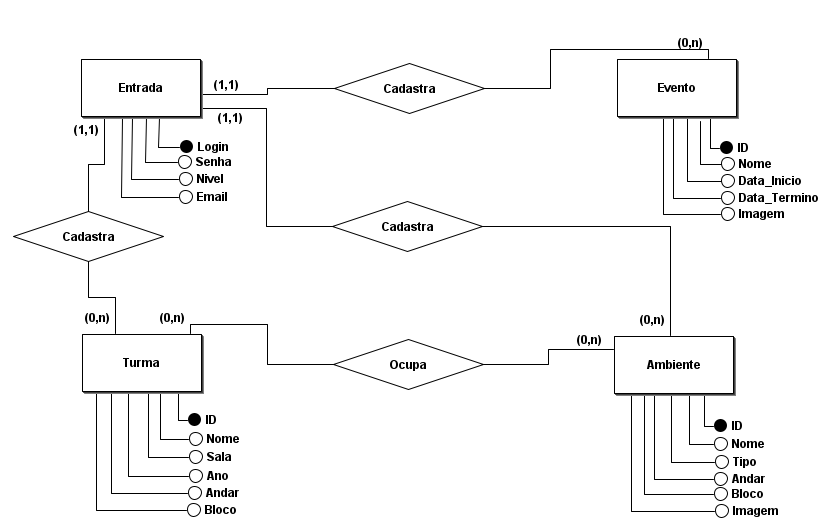 (0,n)
Entrada
(1,1)
Cadastra
Evento
(1,1)
(1,1)
Login
Senha
Nivel
Email
ID
Nome
Data_Inicio
Data_Termino
Imagem
Cadastra
Cadastra
(0,n)
(0,n)
(0,n)
(0,n)
Turma
Ocupa
Ambiente
ID
Nome
Sala
Ano
Andar
Bloco
ID
Nome
Tipo
Andar
Bloco
Imagem